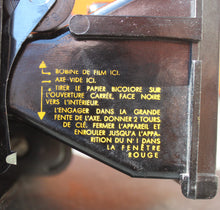 BOBINE DE FILM ICI.
AXE-VIDE ICI.
TIRER LE PAPIER BICOLORE SUR
L'OUVERTURE CARRÉE, FACE NOIRE
VERS L'INTÉRIEUR.
L'ENGAGER DANS LA GRANDE
FENTE DE L'AXE. DONNER 2 TOURS
DE CLÉ. FERMER L'APPAREIL ET
ENROULER JUSQU'A L'APPA-
RITION DU N° 1 DANS
LA FENÊTRE
ROUGE